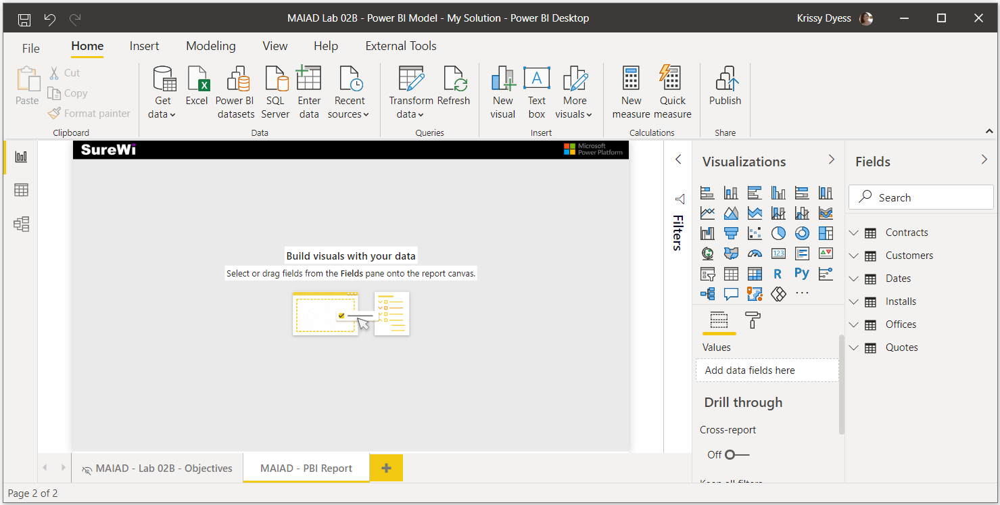 MAIAD Lab 02B - Power BI Model - My Solution - Power BI Desktop
Krissy Dyess
File
Home
Insert
Modeling
View
Help
External Tools
Paste
Cut
Copy
Format painter
Clipboard
Get
data
Excel
Power BI
datasets
SQL
Server
Enter
data
Recent
sources
Data
Transform
data
Refresh
Queries
New
visual
A
Text
box
More
visuals
Insert
New
measure
Quick
measure
Calculations
Publish
Share
SureWi
Microsoft
Power Platform
Build visuals with your data
Select or drag fields from the Fields pane onto the report canvas.
Filters
Visualizations
123
R
Py
Values
Add data fields here
Drill through
Cross-report
Off
Keep all filters
Fields
Search
Contracts
Customers
Dates
Installs
Offices
Quotes
MAIAD - Lab 02B - Objectives
MAIAD - PBI Report
Page 2 of 2